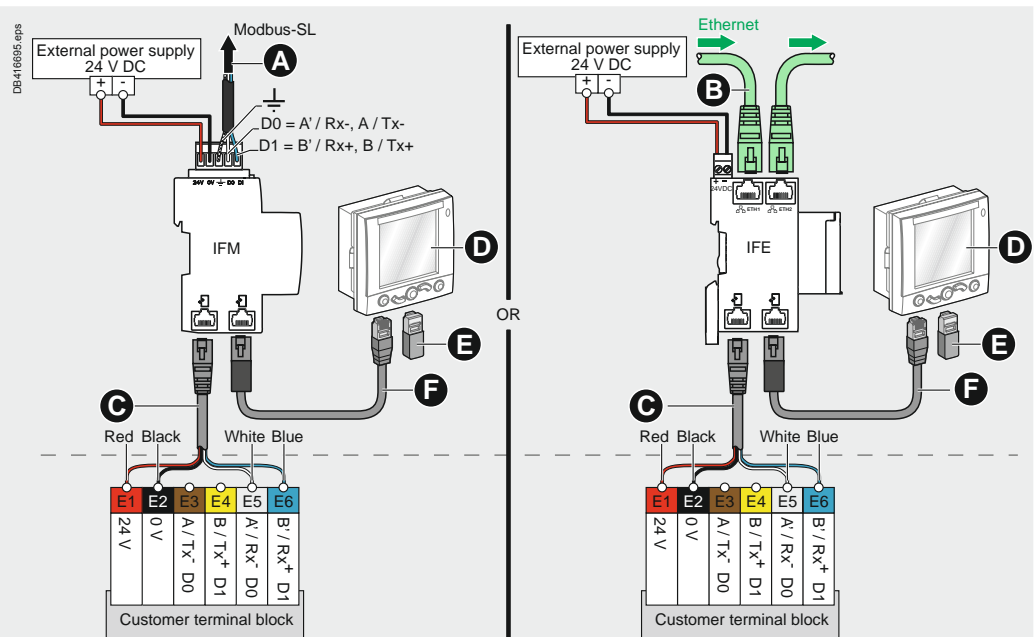 DB416695.eps
Modbus-SL
External power supply
24 V DC
+ -
A
D0 = A' / Rx-, A / Tx-
D1 = B' / Rx+, B / Tx+
24V 0V D0 D1
IFM
D
E
F
C
Red Black White Blue
E1 E2 E3 E4 E5 E6
24 V
0 V
A / Tx- D0
B / Tx+ D1
A' / Rx- D0
B' / Rx+ D1
Customer terminal block
OR
Ethernet
External power supply
24 V DC
+ -
B
+ -
24VDC
ETH1 ETH2
IFE
D
E
F
C
Red Black White Blue
E1 E2 E3 E4 E5 E6
24 V
0 V
A / Tx- D0
B / Tx+ D1
A' / Rx- D0
B' / Rx+ D1
Customer terminal block